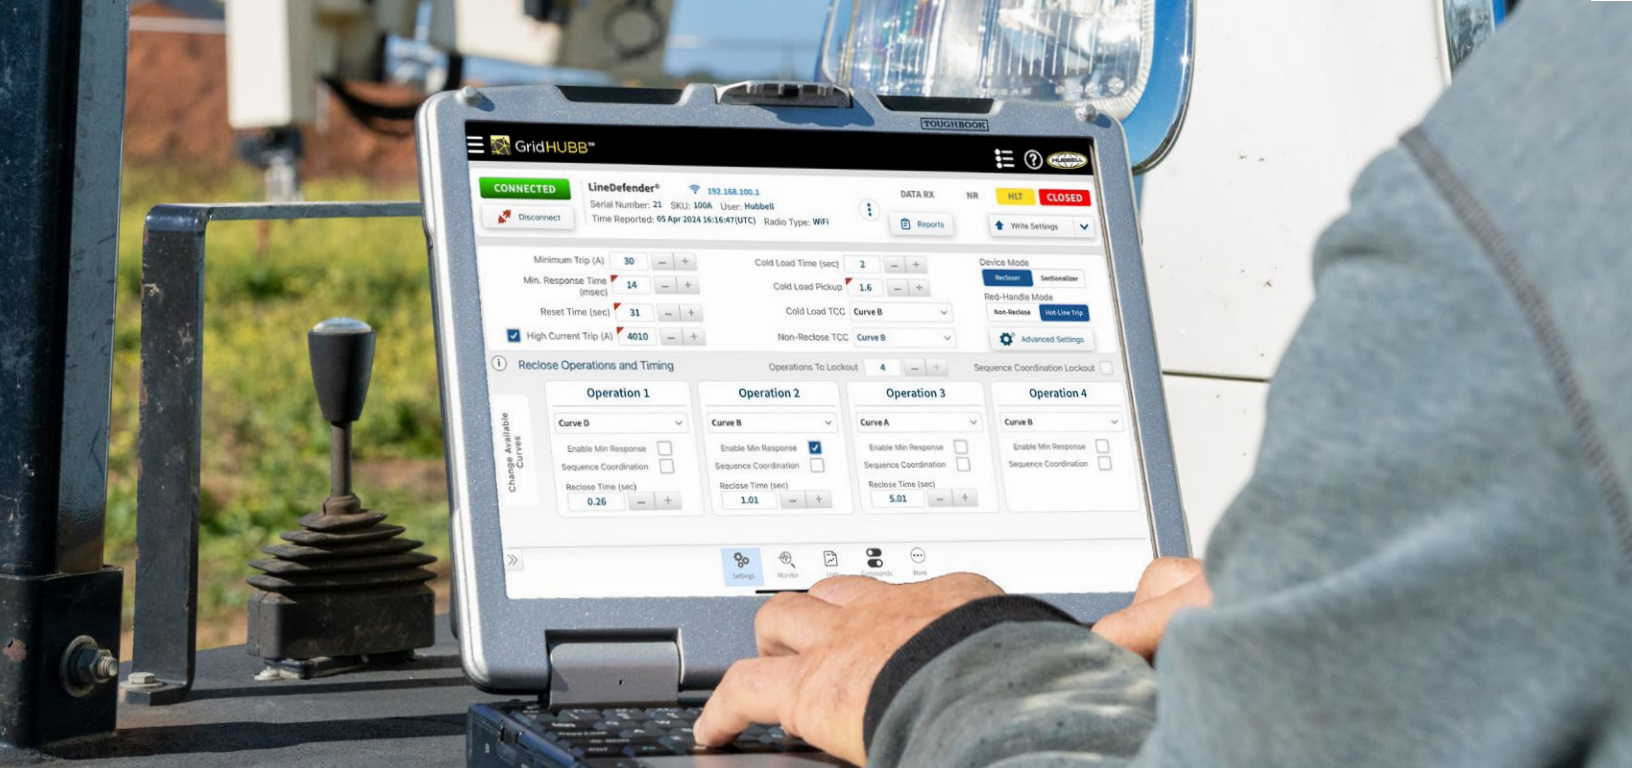 TOUGHBOOK
GridHUBB™
HUBBELL
CONNECTED
LineDefender®
192.168.100.1
DATA RX
NR
HLT
CLOSED
Disconnect
Serial Number: 21 SKU: 100A User: Hubbell
Time Reported: 05 Apr 2024 16:16:47(UTC) Radio Type: WiFi
Reports
Write Settings
Minimum Trip (A) 30 – +
Cold Load Time (sec) 2 – +
Device Mode
Min. Response Time
(msec) 14 – +
Cold Load Pickup 1.6 – +
Recloser Sectionalizer
Red-Handle Mode
Reset Time (sec) 31 – +
Cold Load TCC Curve B
Non-Reclose Hot-Line Trip
High Current Trip (A) 4010 – +
Non-Reclose TCC Curve B
Advanced Settings
Reclose Operations and Timing
Operations To Lockout 4 – +
Sequence Coordination Lockout
Change Available
Curves
Operation 1
Curve D
Enable Min Response
Sequence Coordination
Reclose Time (sec)
0.26 – +
Operation 2
Curve B
Enable Min Response
Sequence Coordination
Reclose Time (sec)
1.01 – +
Operation 3
Curve A
Enable Min Response
Sequence Coordination
Reclose Time (sec)
5.01 – +
Operation 4
Curve B
Enable Min Response
Sequence Coordination
Settings
Monitor
Commands
More